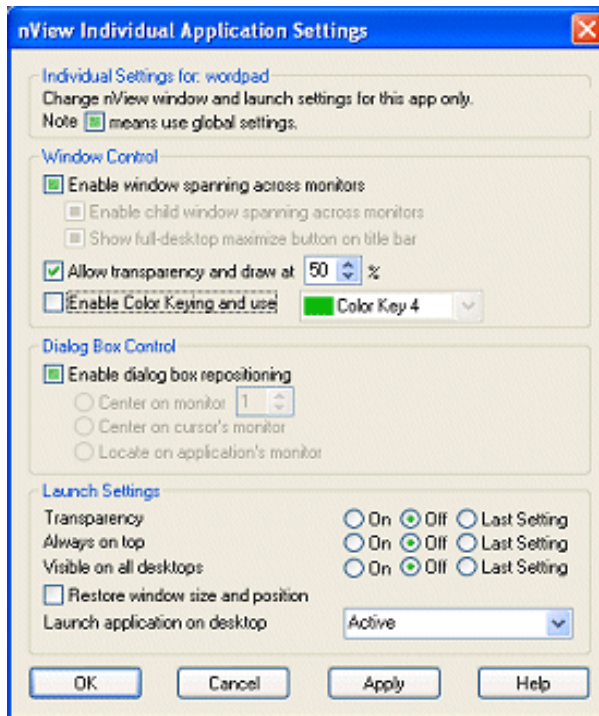 nView Individual Application Settings
Individual Settings for: wordpad
Change nView window and launch settings for this app only.
Note means use global settings.
Window Control
Enable window spanning across monitors
Enable child window spanning across monitors
Show full-desktop maximize button on title bar
Allow transparency and draw at 50 %
Enable Color Keying and use Color Key 4
Dialog Box Control
Enable dialog box repositioning
Center on monitor 1
Center on cursor's monitor
Locate on application's monitor
Launch Settings
Transparency On Off Last Setting
Always on top On Off Last Setting
Visible on all desktops On Off Last Setting
Restore window size and position
Launch application on desktop Active
OK Cancel Apply Help